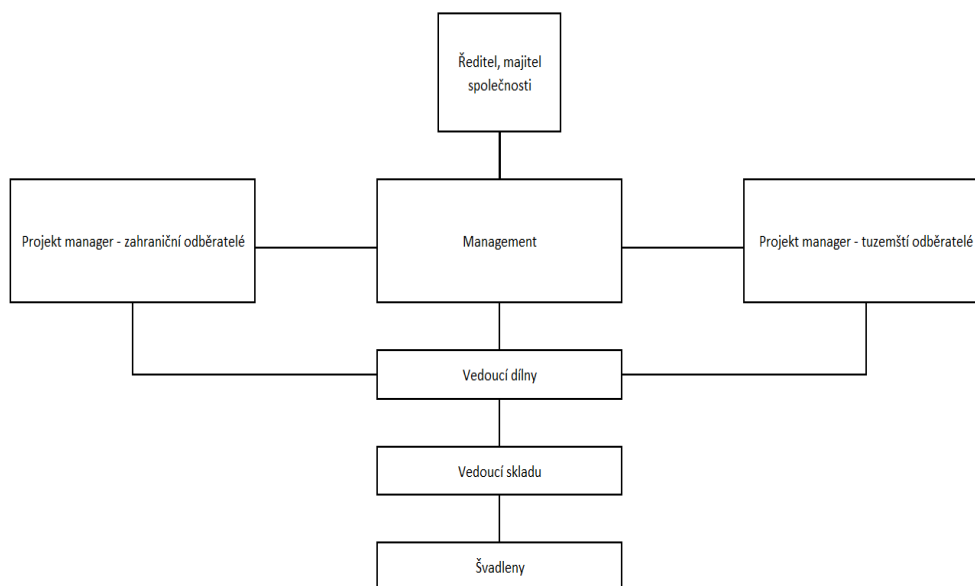 Ředitel, majitel
společnosti
Projekt manager - zahraniční odběratelé
Management
Projekt manager - tuzemští odběratelé
Vedoucí dílny
Vedoucí skladu
Švadleny